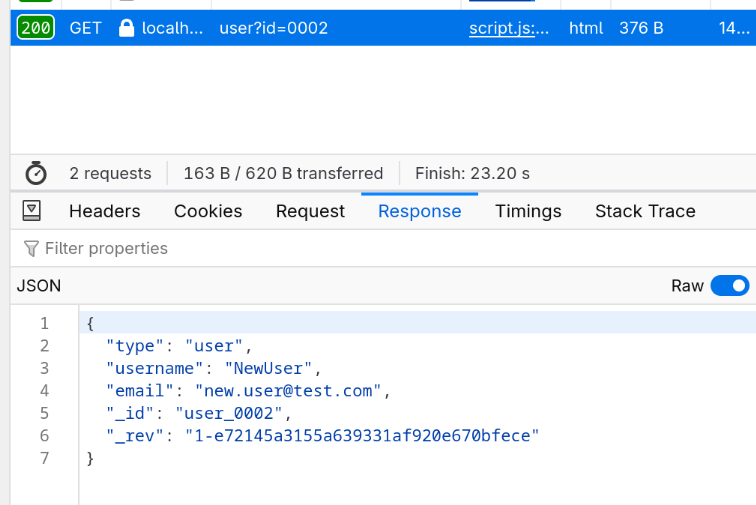 200 GET localh... user?id=0002 script.js:... html 376 B 14...
2 requests 163 B / 620 B transferred Finish: 23.20 s
Headers Cookies Request Response Timings Stack Trace
Filter properties
JSON Raw
1 {
2 "type": "user",
3 "username": "NewUser",
4 "email": "new.user@test.com",
5 "_id": "user_0002",
6 "_rev": "1-e72145a3155a639331af920e670bfece"
7 }